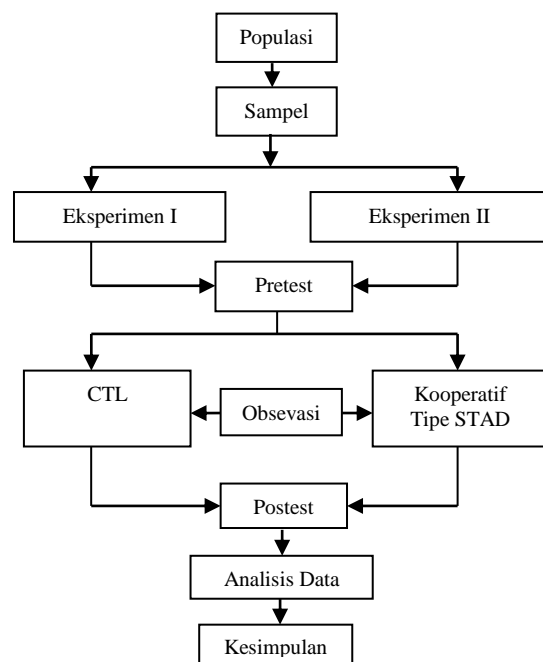 Populasi
Sampel
Eksperimen I
Eksperimen II
Pretest
CTL
Obsevasi
Kooperatif
Tipe STAD
Postest
Analisis Data
Kesimpulan